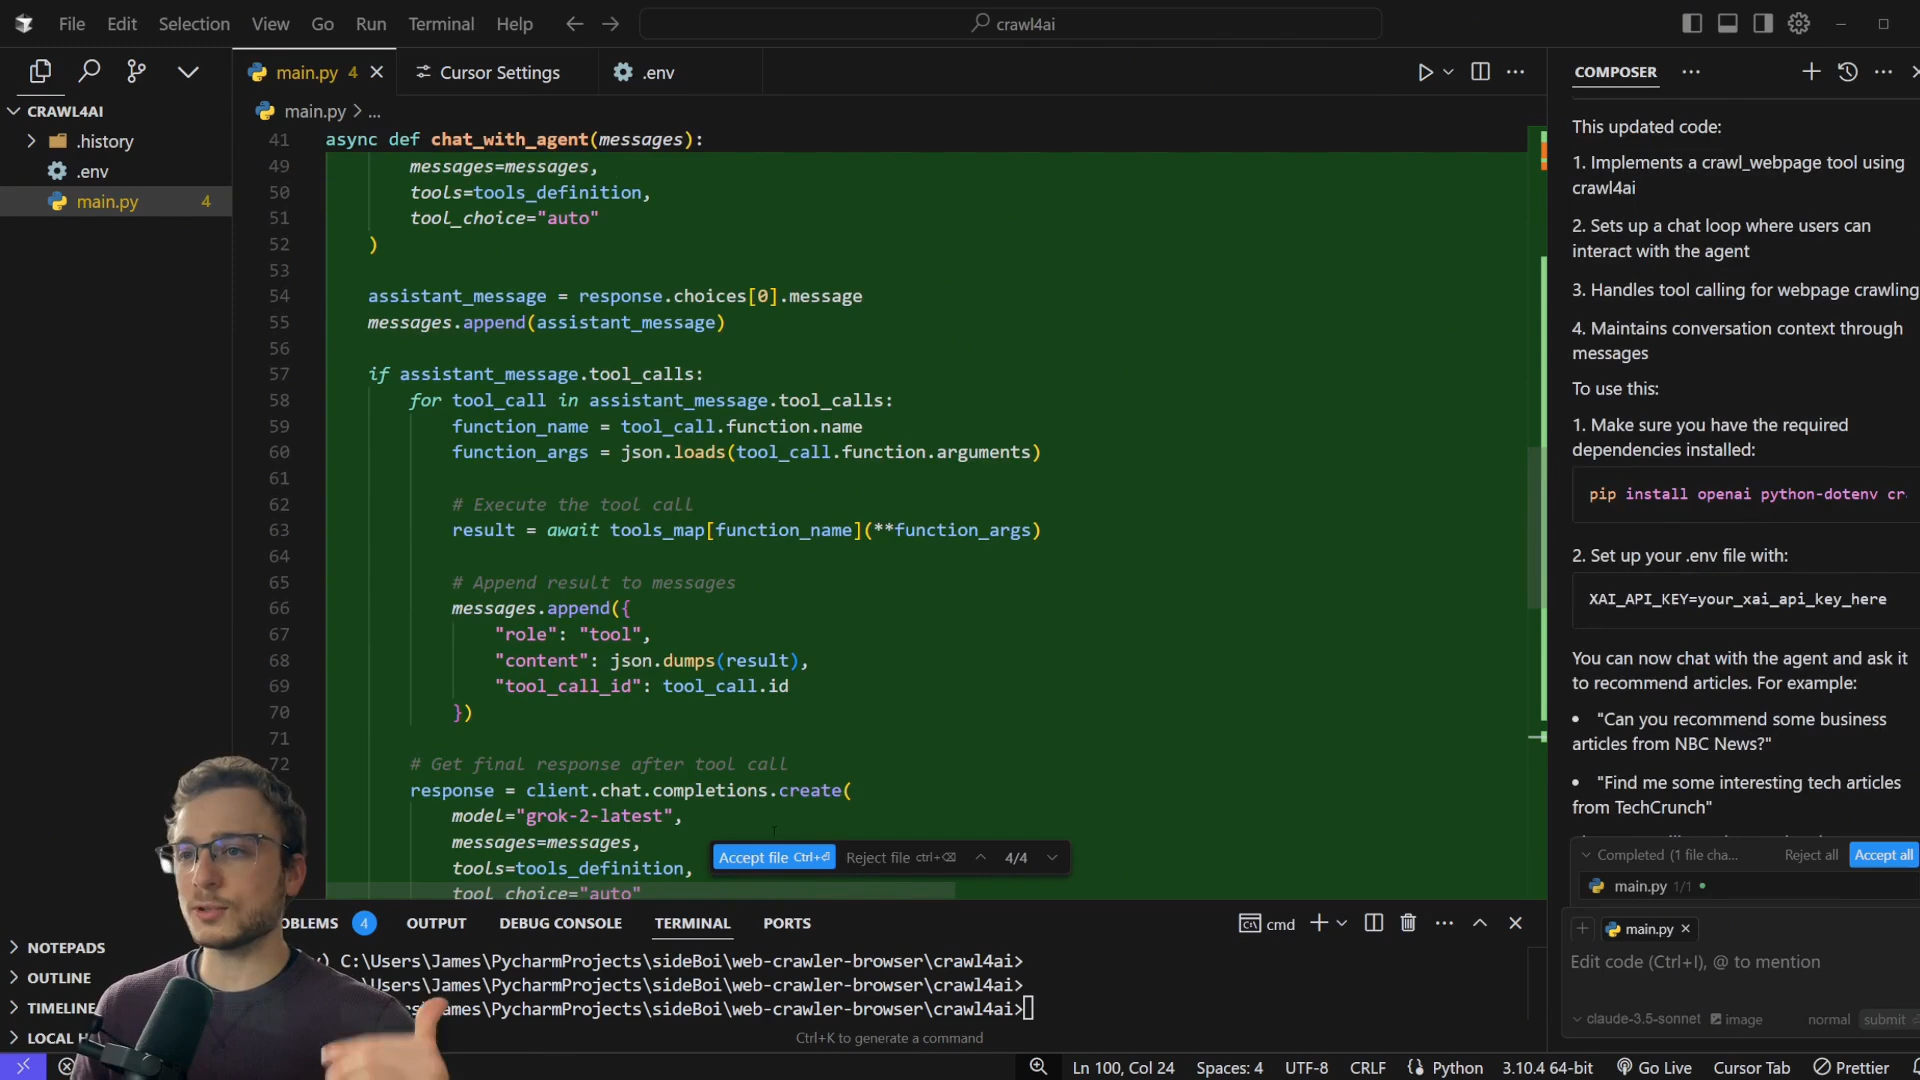 File Edit Selection View Go Run Terminal Help
crawl4ai
main.py 4
Cursor Settings
.env
COMPOSER
CRAWL4AI
.history
.env
main.py 4
main.py > ...
41 async def chat_with_agent(messages):
49 messages=messages,
50 tools=tools_definition,
51 tool_choice="auto"
52 )
53
54 assistant_message = response.choices[0].message
55 messages.append(assistant_message)
56
57 if assistant_message.tool_calls:
58 for tool_call in assistant_message.tool_calls:
59 function_name = tool_call.function.name
60 function_args = json.loads(tool_call.function.arguments)
61
62 # Execute the tool call
63 result = await tools_map[function_name](**function_args)
64
65 # Append result to messages
66 messages.append({
67 "role": "tool",
68 "content": json.dumps(result),
69 "tool_call_id": tool_call.id
70 })
71
72 # Get final response after tool call
response = client.chat.completions.create(
model="grok-2-latest",
messages=messages,
tools=tools_definition,
tool_choice="auto"
Accept file Ctrl+⏎ Reject file ctrl+⌫ 4/4
This updated code:
1. Implements a crawl_webpage tool using
crawl4ai
2. Sets up a chat loop where users can
interact with the agent
3. Handles tool calling for webpage crawling
4. Maintains conversation context through
messages
To use this:
1. Make sure you have the required
dependencies installed:
pip install openai python-dotenv cr
2. Set up your .env file with:
XAI_API_KEY=your_xai_api_key_here
You can now chat with the agent and ask it
to recommend articles. For example:
• "Can you recommend some business
articles from NBC News?"
• "Find me some interesting tech articles
from TechCrunch"
Completed (1 file cha... Reject all Accept all
main.py 1/1
main.py
Edit code (Ctrl+I), @ to mention
claude-3.5-sonnet image normal submit
OBLEMS 4 OUTPUT DEBUG CONSOLE TERMINAL PORTS
cmd
) C:\Users\James\PycharmProjects\sideBoi\web-crawler-browser\crawl4ai>
Users\James\PycharmProjects\sideBoi\web-crawler-browser\crawl4ai>
James\PycharmProjects\sideBoi\web-crawler-browser\crawl4ai>
Ctrl+K to generate a command
NOTEPADS
OUTLINE
TIMELINE
LOCAL H
Ln 100, Col 24 Spaces: 4 UTF-8 CRLF Python 3.10.4 64-bit Go Live Cursor Tab Prettier